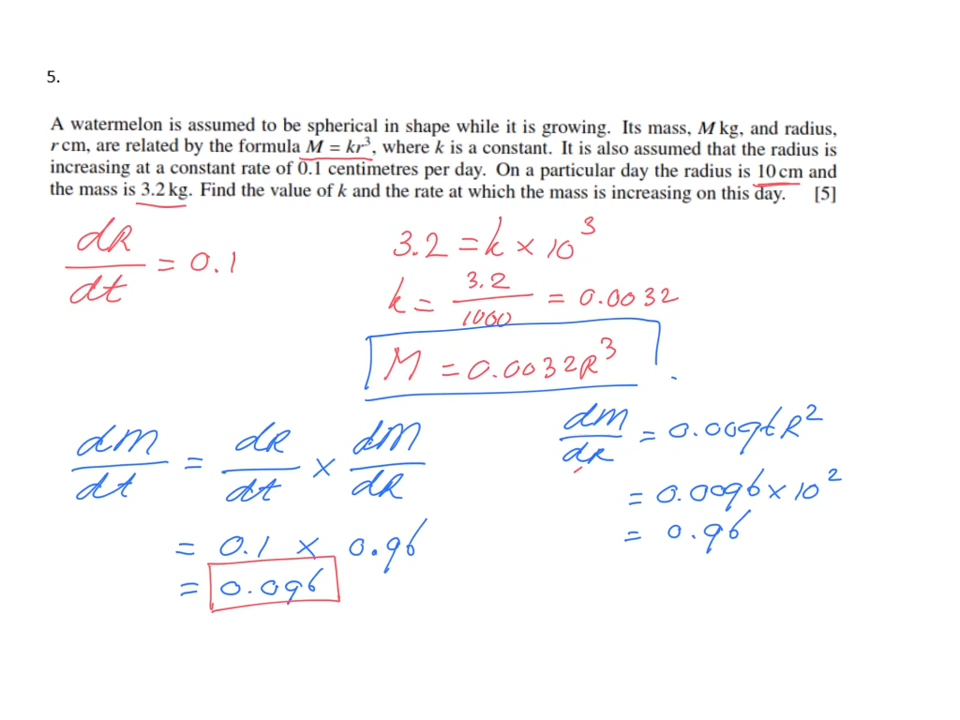 5.
A watermelon is assumed to be spherical in shape while it is growing. Its mass, M kg, and radius,
r cm, are related by the formula M = kr³, where k is a constant. It is also assumed that the radius is
increasing at a constant rate of 0.1 centimetres per day. On a particular day the radius is 10 cm and
the mass is 3.2 kg. Find the value of k and the rate at which the mass is increasing on this day. [5]
dR/dt = 0.1
3.2 = k × 10³
k = 3.2/1000 = 0.0032
M = 0.0032R³
dM/dt = dR/dt × dM/dR
= 0.1 × 0.96
= 0.096
dM/dR = 0.0096R²
= 0.0096 × 10²
= 0.96